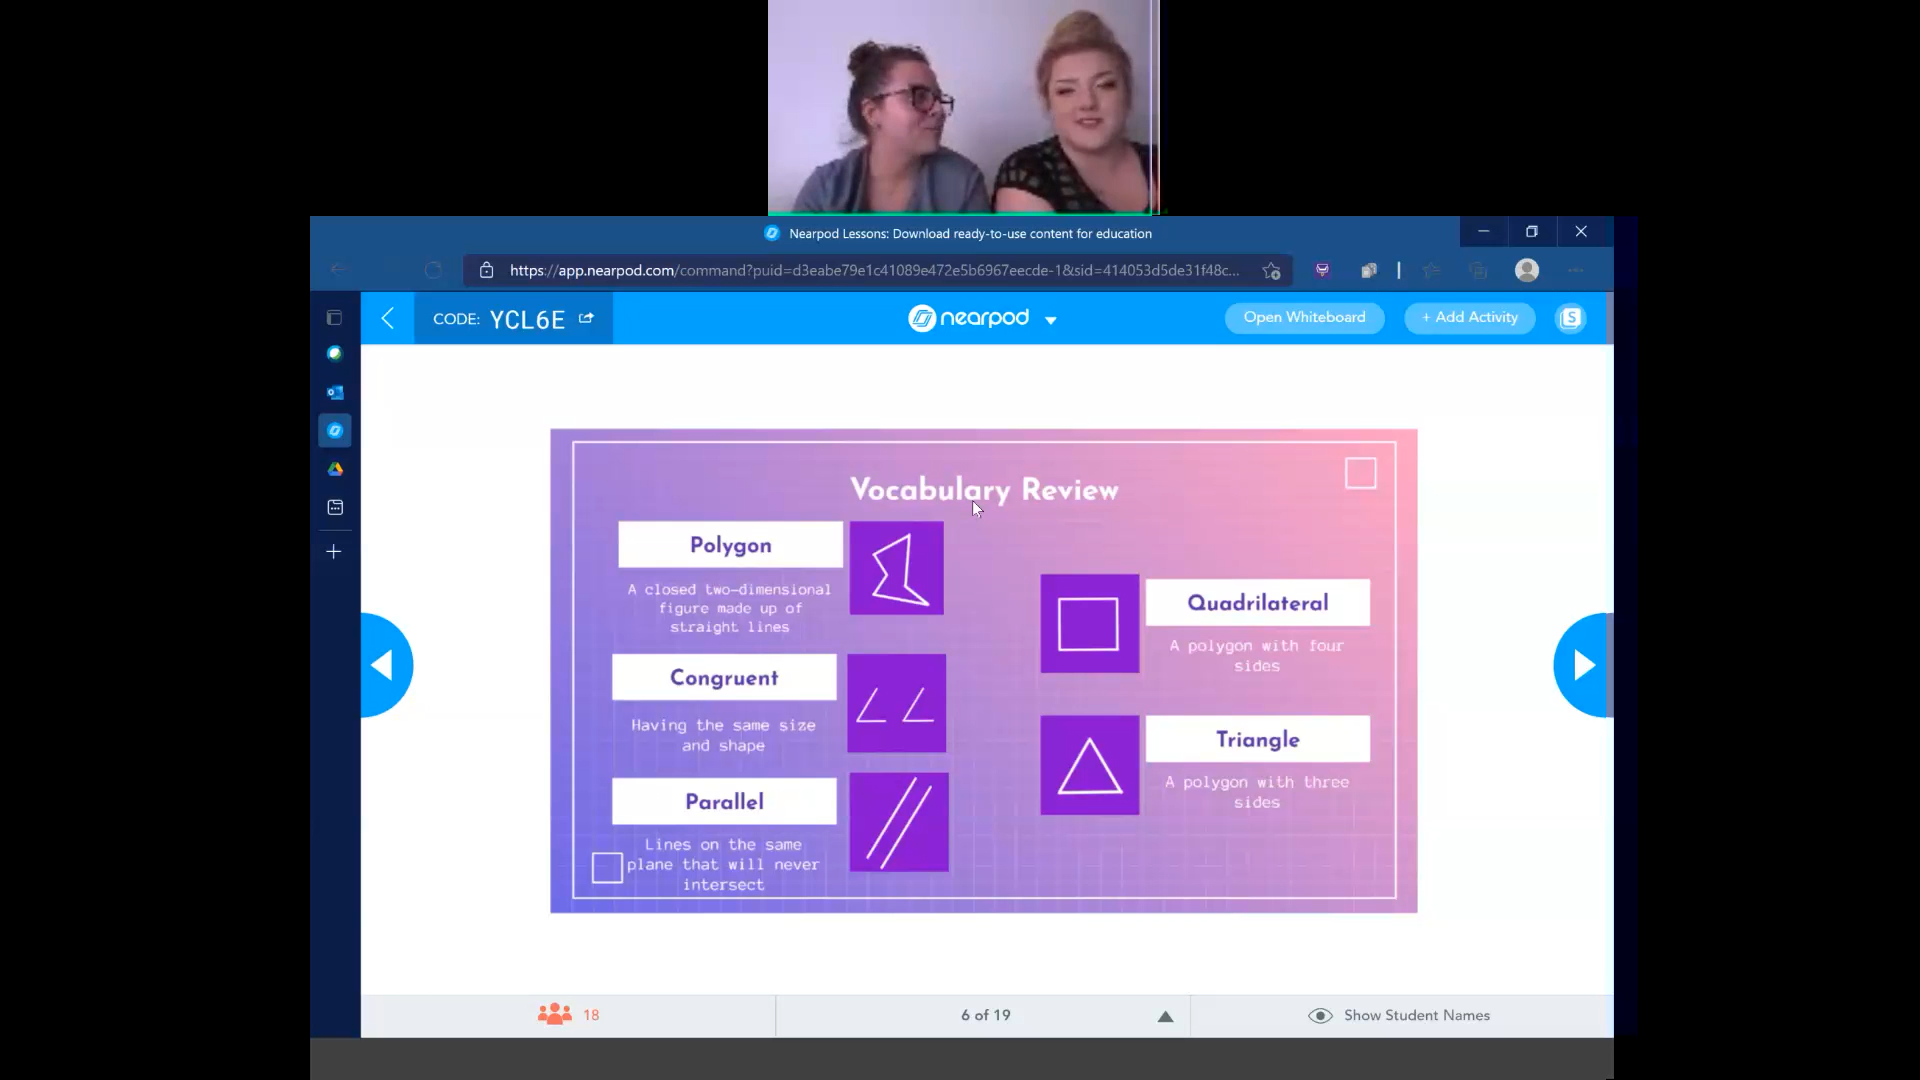 Nearpod Lessons: Download ready-to-use content for education
https://app.nearpod.com/command?puid=d3eabe79e1c41089e472e5b6967eecde-1&sid=414053d5de31f48c...
CODE: YCL6E
nearpod
Open Whiteboard
+ Add Activity
S
Vocabulary Review
Polygon
A closed two-dimensional
figure made up of
straight lines
Congruent
Having the same size
and shape
Parallel
Lines on the same
plane that will never
intersect
Quadrilateral
A polygon with four
sides
Triangle
A polygon with three
sides
18
6 of 19
Show Student Names